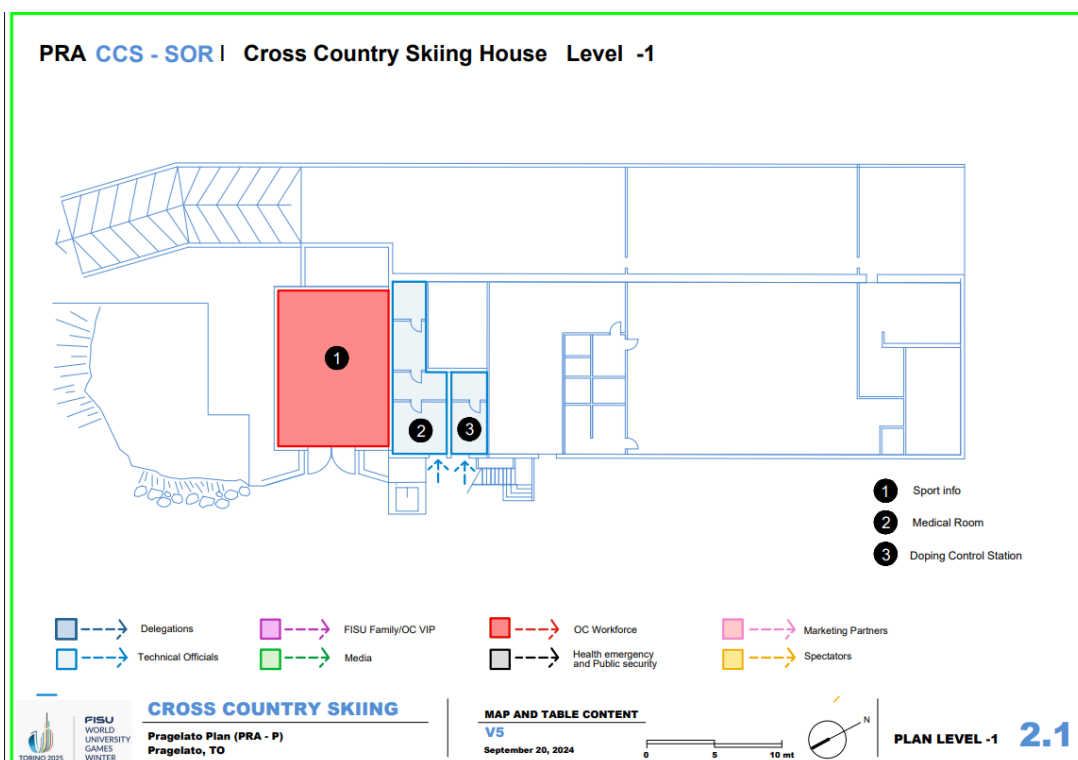 PRA CCS - SOR I Cross Country Skiing House Level -1
1
2
3
1 Sport info
2 Medical Room
3 Doping Control Station
Delegations
FISU Family/OC VIP
OC Workforce
Marketing Partners
Technical Officials
Media
Health emergency
and Public security
Spectators
TORINO 2025
FISU
WORLD
UNIVERSITY
GAMES
WINTER
CROSS COUNTRY SKIING
Pragelato Plan (PRA - P)
Pragelato, TO
MAP AND TABLE CONTENT
V5
September 20, 2024
0 5 10 mt
N
PLAN LEVEL -1
2.1